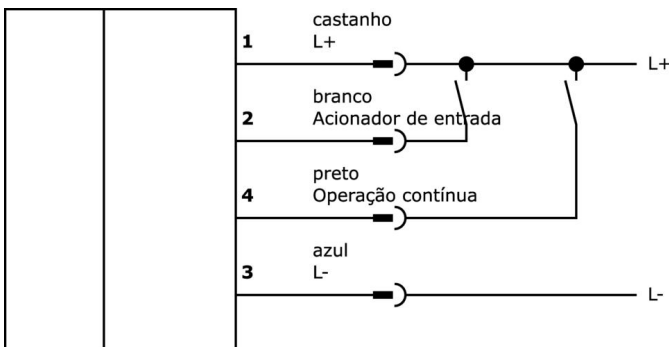 castanho
1 L+
L+
branco
2 Acionador de entrada
preto
4 Operação contínua
azul
3 L-
L-